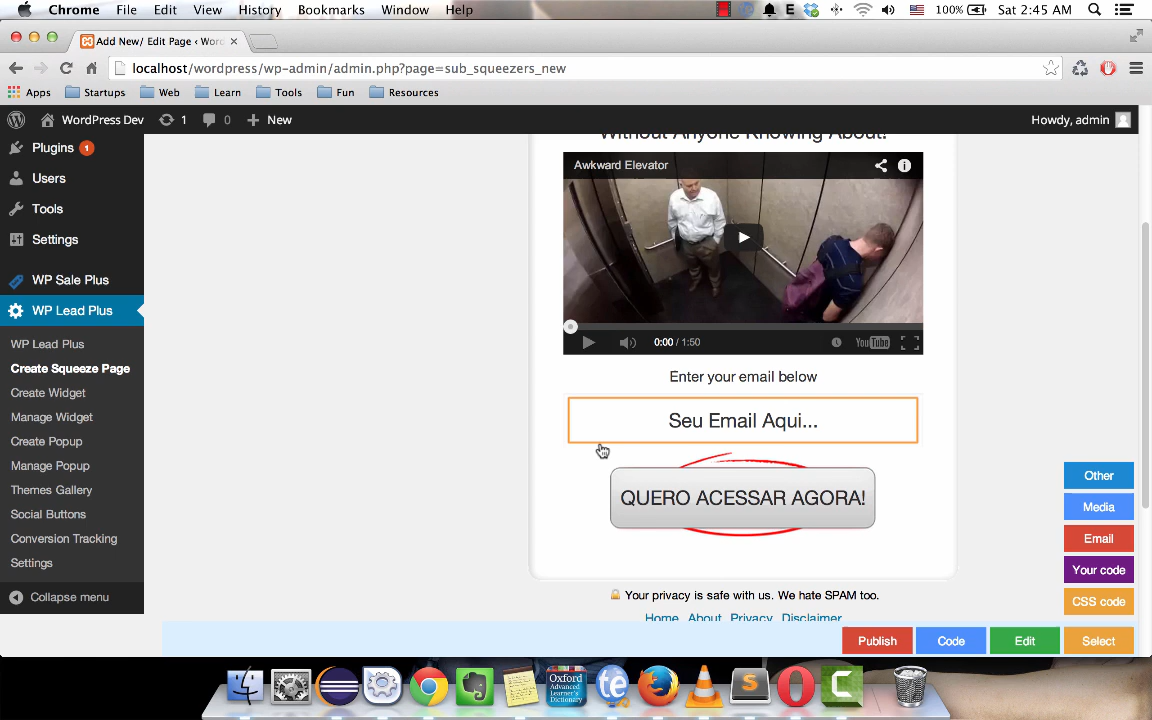 Chrome File Edit View History Bookmarks Window Help E 100% Sat 2:45 AM
Add New/ Edit Page ‹ Wor
localhost/wordpress/wp-admin/admin.php?page=sub_squeezers_new
Apps Startups Web Learn Tools Fun Resources
WordPress Dev 1 0 New Howdy, admin
Without Anyone Knowing About!
Plugins 1
Users
Tools
Settings
WP Sale Plus
WP Lead Plus
WP Lead Plus
Create Squeeze Page
Create Widget
Manage Widget
Create Popup
Manage Popup
Themes Gallery
Social Buttons
Conversion Tracking
Settings
Collapse menu
Awkward Elevator
0:00 / 1:50 YouTube
Enter your email below
Seu Email Aqui...
QUERO ACESSAR AGORA!
Your privacy is safe with us. We hate SPAM too.
Home About Privacy Disclaimer
Other
Media
Email
Your code
CSS code
Publish Code Edit Select
Oxford
Advanced
Learner's
Dictionary
te
S
C